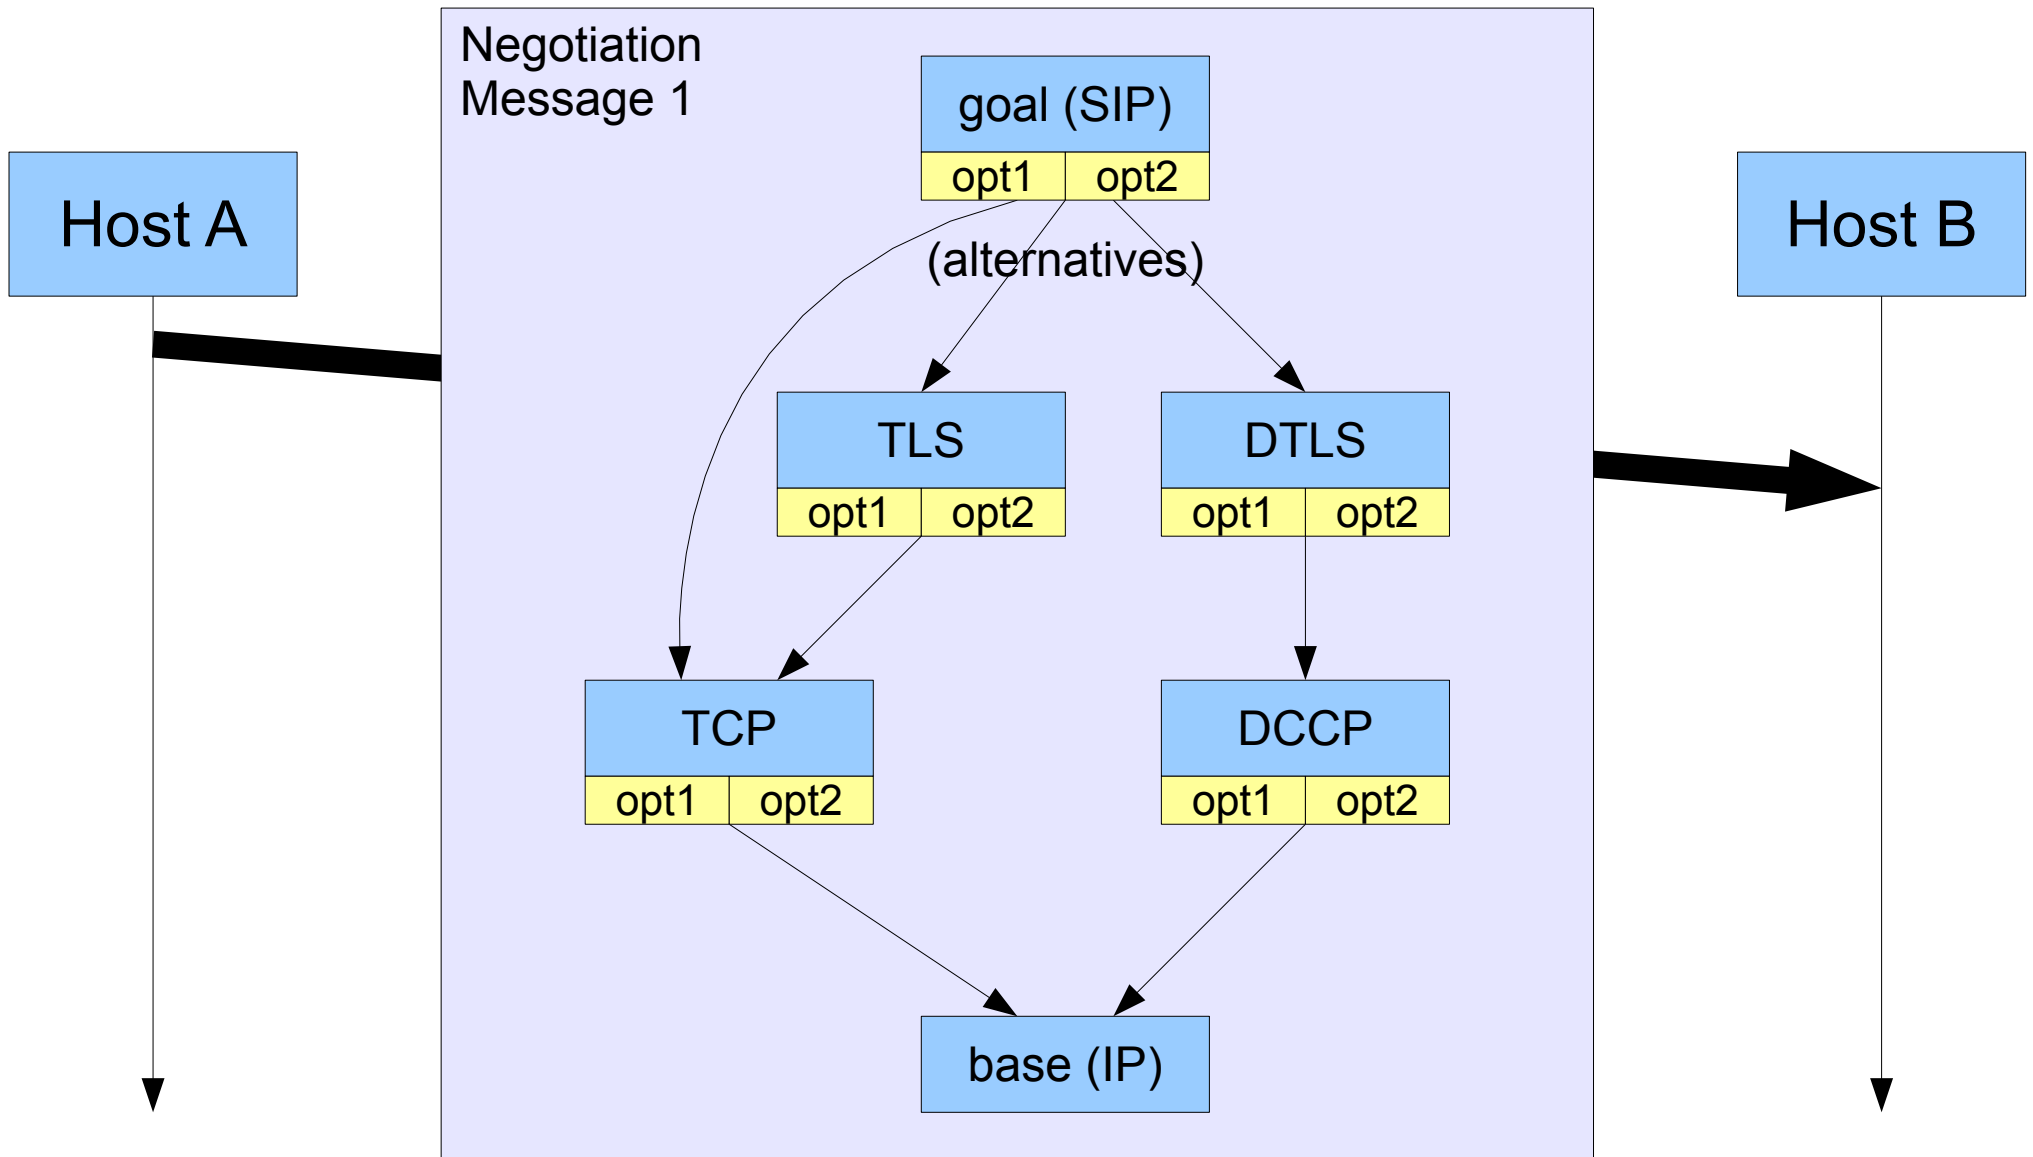 Negotiation
Message 1
goal (SIP)
opt1 opt2
Host A
Host B
(alternatives)
TLS
DTLS
opt1 opt2
opt1 opt2
TCP
DCCP
opt1 opt2
opt1 opt2
base (IP)